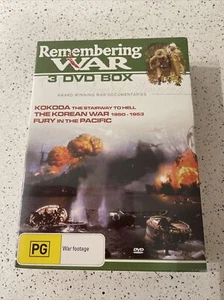 Remembering
WAR
3 DVD BOX
AWARD WINNING WAR DOCUMENTARIES
KOKODA THE STAIRWAY TO HELL
THE KOREAN WAR 1950 - 1953
FURY IN THE PACIFIC
PG
War footage
DVD